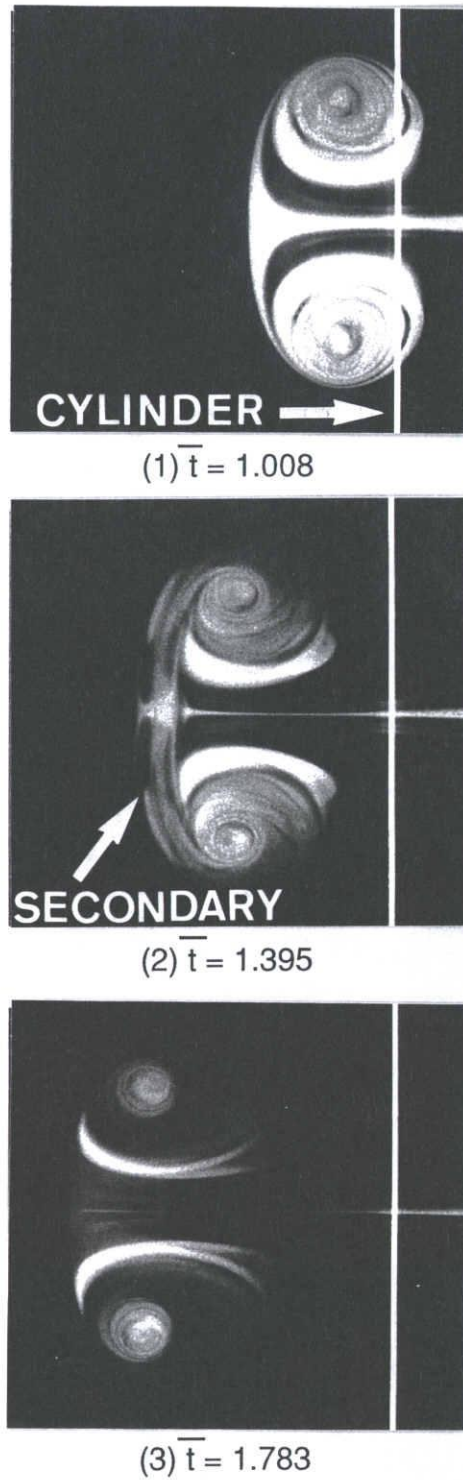 CYLINDER
(1) t̅ = 1.008
SECONDARY
(2) t̅ = 1.395
(3) t̅ = 1.783